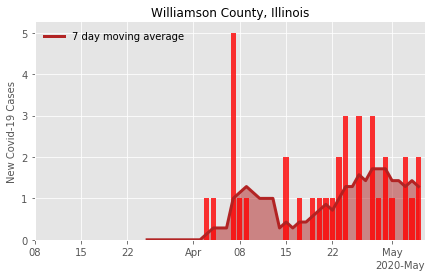 Williamson County, Illinois
7 day moving average
New Covid-19 Cases
5
4
3
2
1
0
08 15 22 Apr 08 15 22 May
2020-May